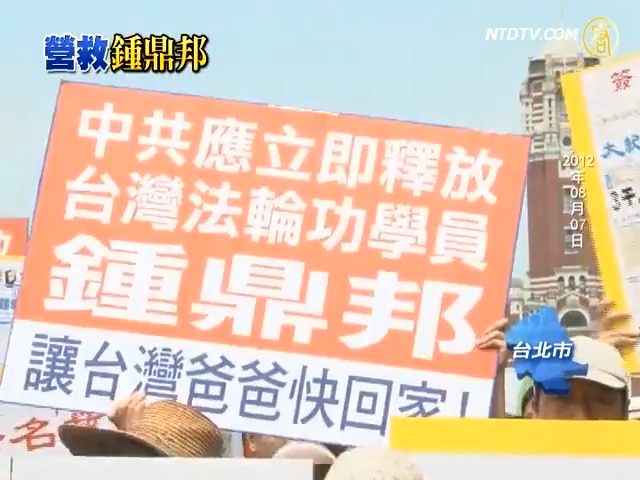 NTDTV.COM
營救鍾鼎邦
簽
中共應立即釋放
台灣法輪功學員
鍾鼎邦
讓台灣爸爸快回家!
2012年08月07日
台北市
名